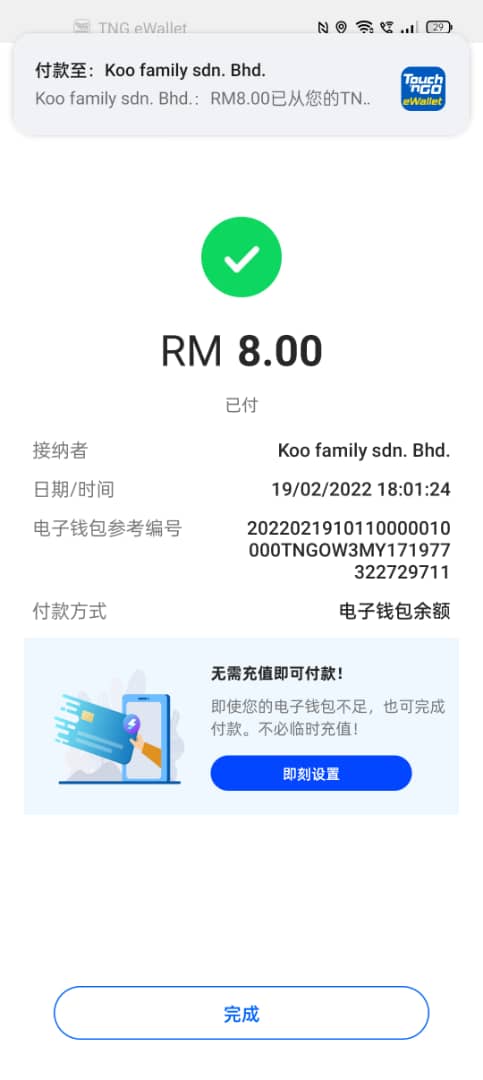 TNG eWallet
29
付款至：Koo family sdn. Bhd.
Koo family sdn. Bhd.：RM8.00已从您的TN..
Touch
'nGO
eWallet
RM 8.00
已付
接纳者
Koo family sdn. Bhd.
日期/时间
19/02/2022 18:01:24
电子钱包参考编号
2022021910110000010
000TNGOW3MY171977
322729711
付款方式
电子钱包余额
无需充值即可付款！
即使您的电子钱包不足，也可完成
付款。不必临时充值！
即刻设置
完成